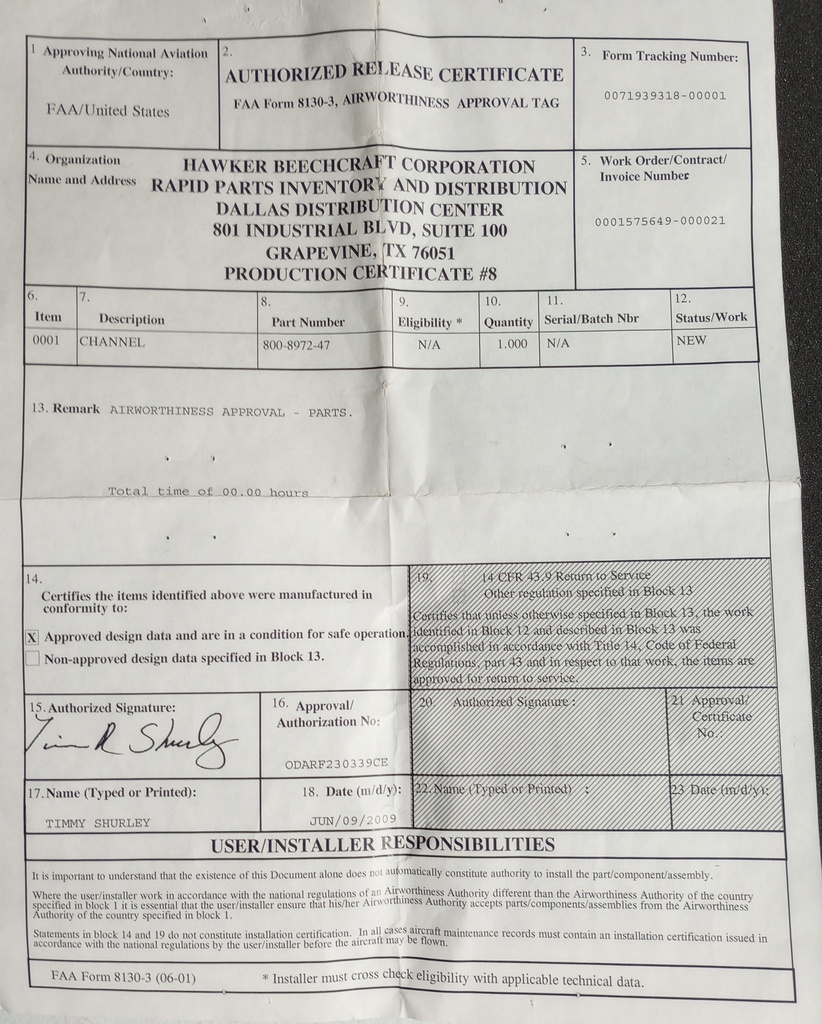 1 Approving National Aviation
Authority/Country:
FAA/United States
2.
AUTHORIZED RELEASE CERTIFICATE
FAA Form 8130-3, AIRWORTHINESS APPROVAL TAG
3. Form Tracking Number:
0071939318-00001
4. Organization
Name and Address
HAWKER BEECHCRAFT CORPORATION
RAPID PARTS INVENTORY AND DISTRIBUTION
DALLAS DISTRIBUTION CENTER
801 INDUSTRIAL BLVD, SUITE 100
GRAPEVINE, TX 76051
PRODUCTION CERTIFICATE #8
5. Work Order/Contract/
Invoice Number
0001575649-000021
6. Item
7. Description
8. Part Number
9. Eligibility *
10. Quantity
11. Serial/Batch Nbr
12. Status/Work
0001 CHANNEL 800-8972-47 N/A 1.000 N/A NEW
13. Remark AIRWORTHINESS APPROVAL - PARTS.
Total time of 00.00 hours
14.
Certifies the items identified above were manufactured in
conformity to:
X Approved design data and are in a condition for safe operation.
Non-approved design data specified in Block 13.
19. 14 CFR 43.9 Return to Service
Other regulation specified in Block 13
Certifies that unless otherwise specified in Block 13, the work
identified in Block 12 and described in Block 13 was
accomplished in accordance with Title 14, Code of Federal
Regulations, part 43 and in respect to that work, the items are
approved for return to service.
15. Authorized Signature:
Tim R Shurley
16. Approval/
Authorization No:
ODARF230339CE
20. Authorized Signature :
21 Approval/
Certificate
No.:
17. Name (Typed or Printed):
TIMMY SHURLEY
18. Date (m/d/y):
JUN/09/2009
22. Name (Typed or Printed) :
23 Date (m/d/y):
USER/INSTALLER RESPONSIBILITIES
It is important to understand that the existence of this Document alone does not automatically constitute authority to install the part/component/assembly.
Where the user/installer work in accordance with the national regulations of an Airworthiness Authority different than the Airworthiness Authority of the country
specified in block 1 it is essential that the user/installer ensure that his/her Airworthiness Authority accepts parts/components/assemblies from the Airworthiness
Authority of the country specified in block 1.
Statements in block 14 and 19 do not constitute installation certification. In all cases aircraft maintenance records must contain an installation certification issued in
accordance with the national regulations by the user/installer before the aircraft may be flown.
FAA Form 8130-3 (06-01)
* Installer must cross check eligibility with applicable technical data.